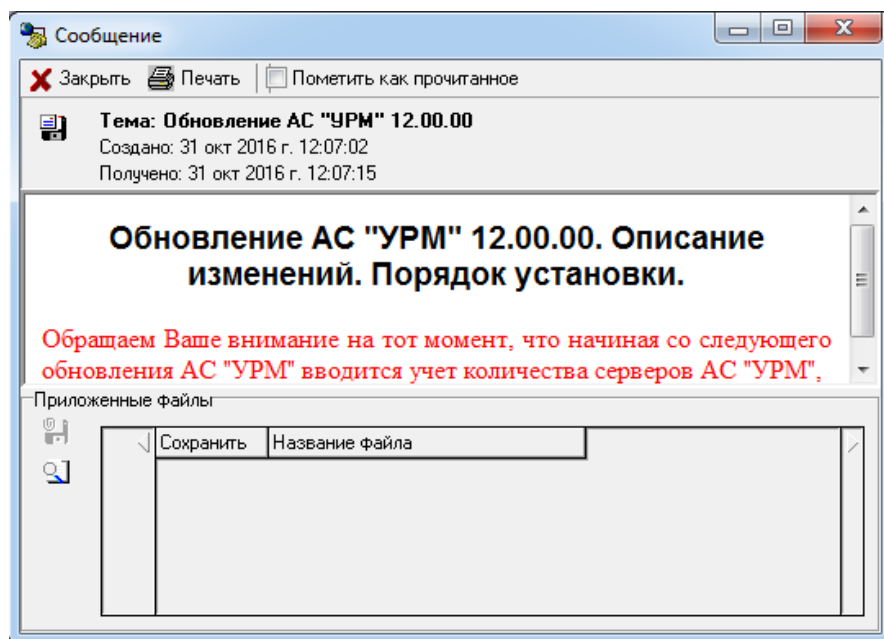 Сообщение
Закрыть Печать Пометить как прочитанное
Тема: Обновление АС "УРМ" 12.00.00
Создано: 31 окт 2016 г. 12:07:02
Получено: 31 окт 2016 г. 12:07:15
Обновление АС "УРМ" 12.00.00. Описание
изменений. Порядок установки.
Обращаем Ваше внимание на тот момент, что начиная со следующего
обновления АС "УРМ" вводится учет количества серверов АС "УРМ",
Приложенные файлы
Сохранить Название файла